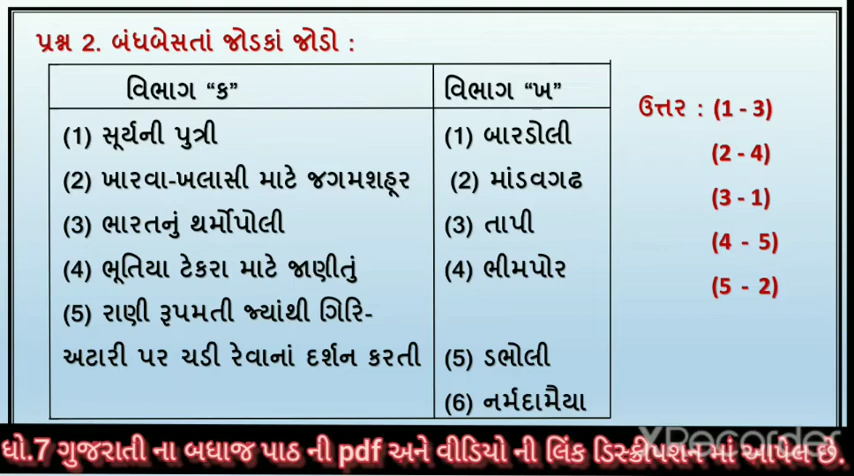 પ્રશ્ન 2. બંધબેસતાં જોડકાં જોડો :
વિભાગ “ક” વિભાગ “ખ”
(1) સૂર્યની પુત્રી (1) બારડોલી
(2) ખારવા-ખલાસી માટે જગમશહૂર (2) માંડવગઢ
(3) ભારતનું થર્મોપોલી (3) તાપી
(4) ભૂતિયા ટેકરા માટે જાણીતું (4) ભીમપોર
(5) રાણી રૂપમતી જ્યાંથી ગિરિ-
અટારી પર ચડી રેવાનાં દર્શન કરતી (5) ડભોલી
(6) નર્મદામૈયા
ઉત્તર : (1 - 3)
(2 - 4)
(3 - 1)
(4 - 5)
(5 - 2)
XRecorder
ધો.7 ગુજરાતી ના બધાજ પાઠ ની pdf અને વીડિયો ની લિંક ડિસ્ક્રીપશન માં આપેલ છે.